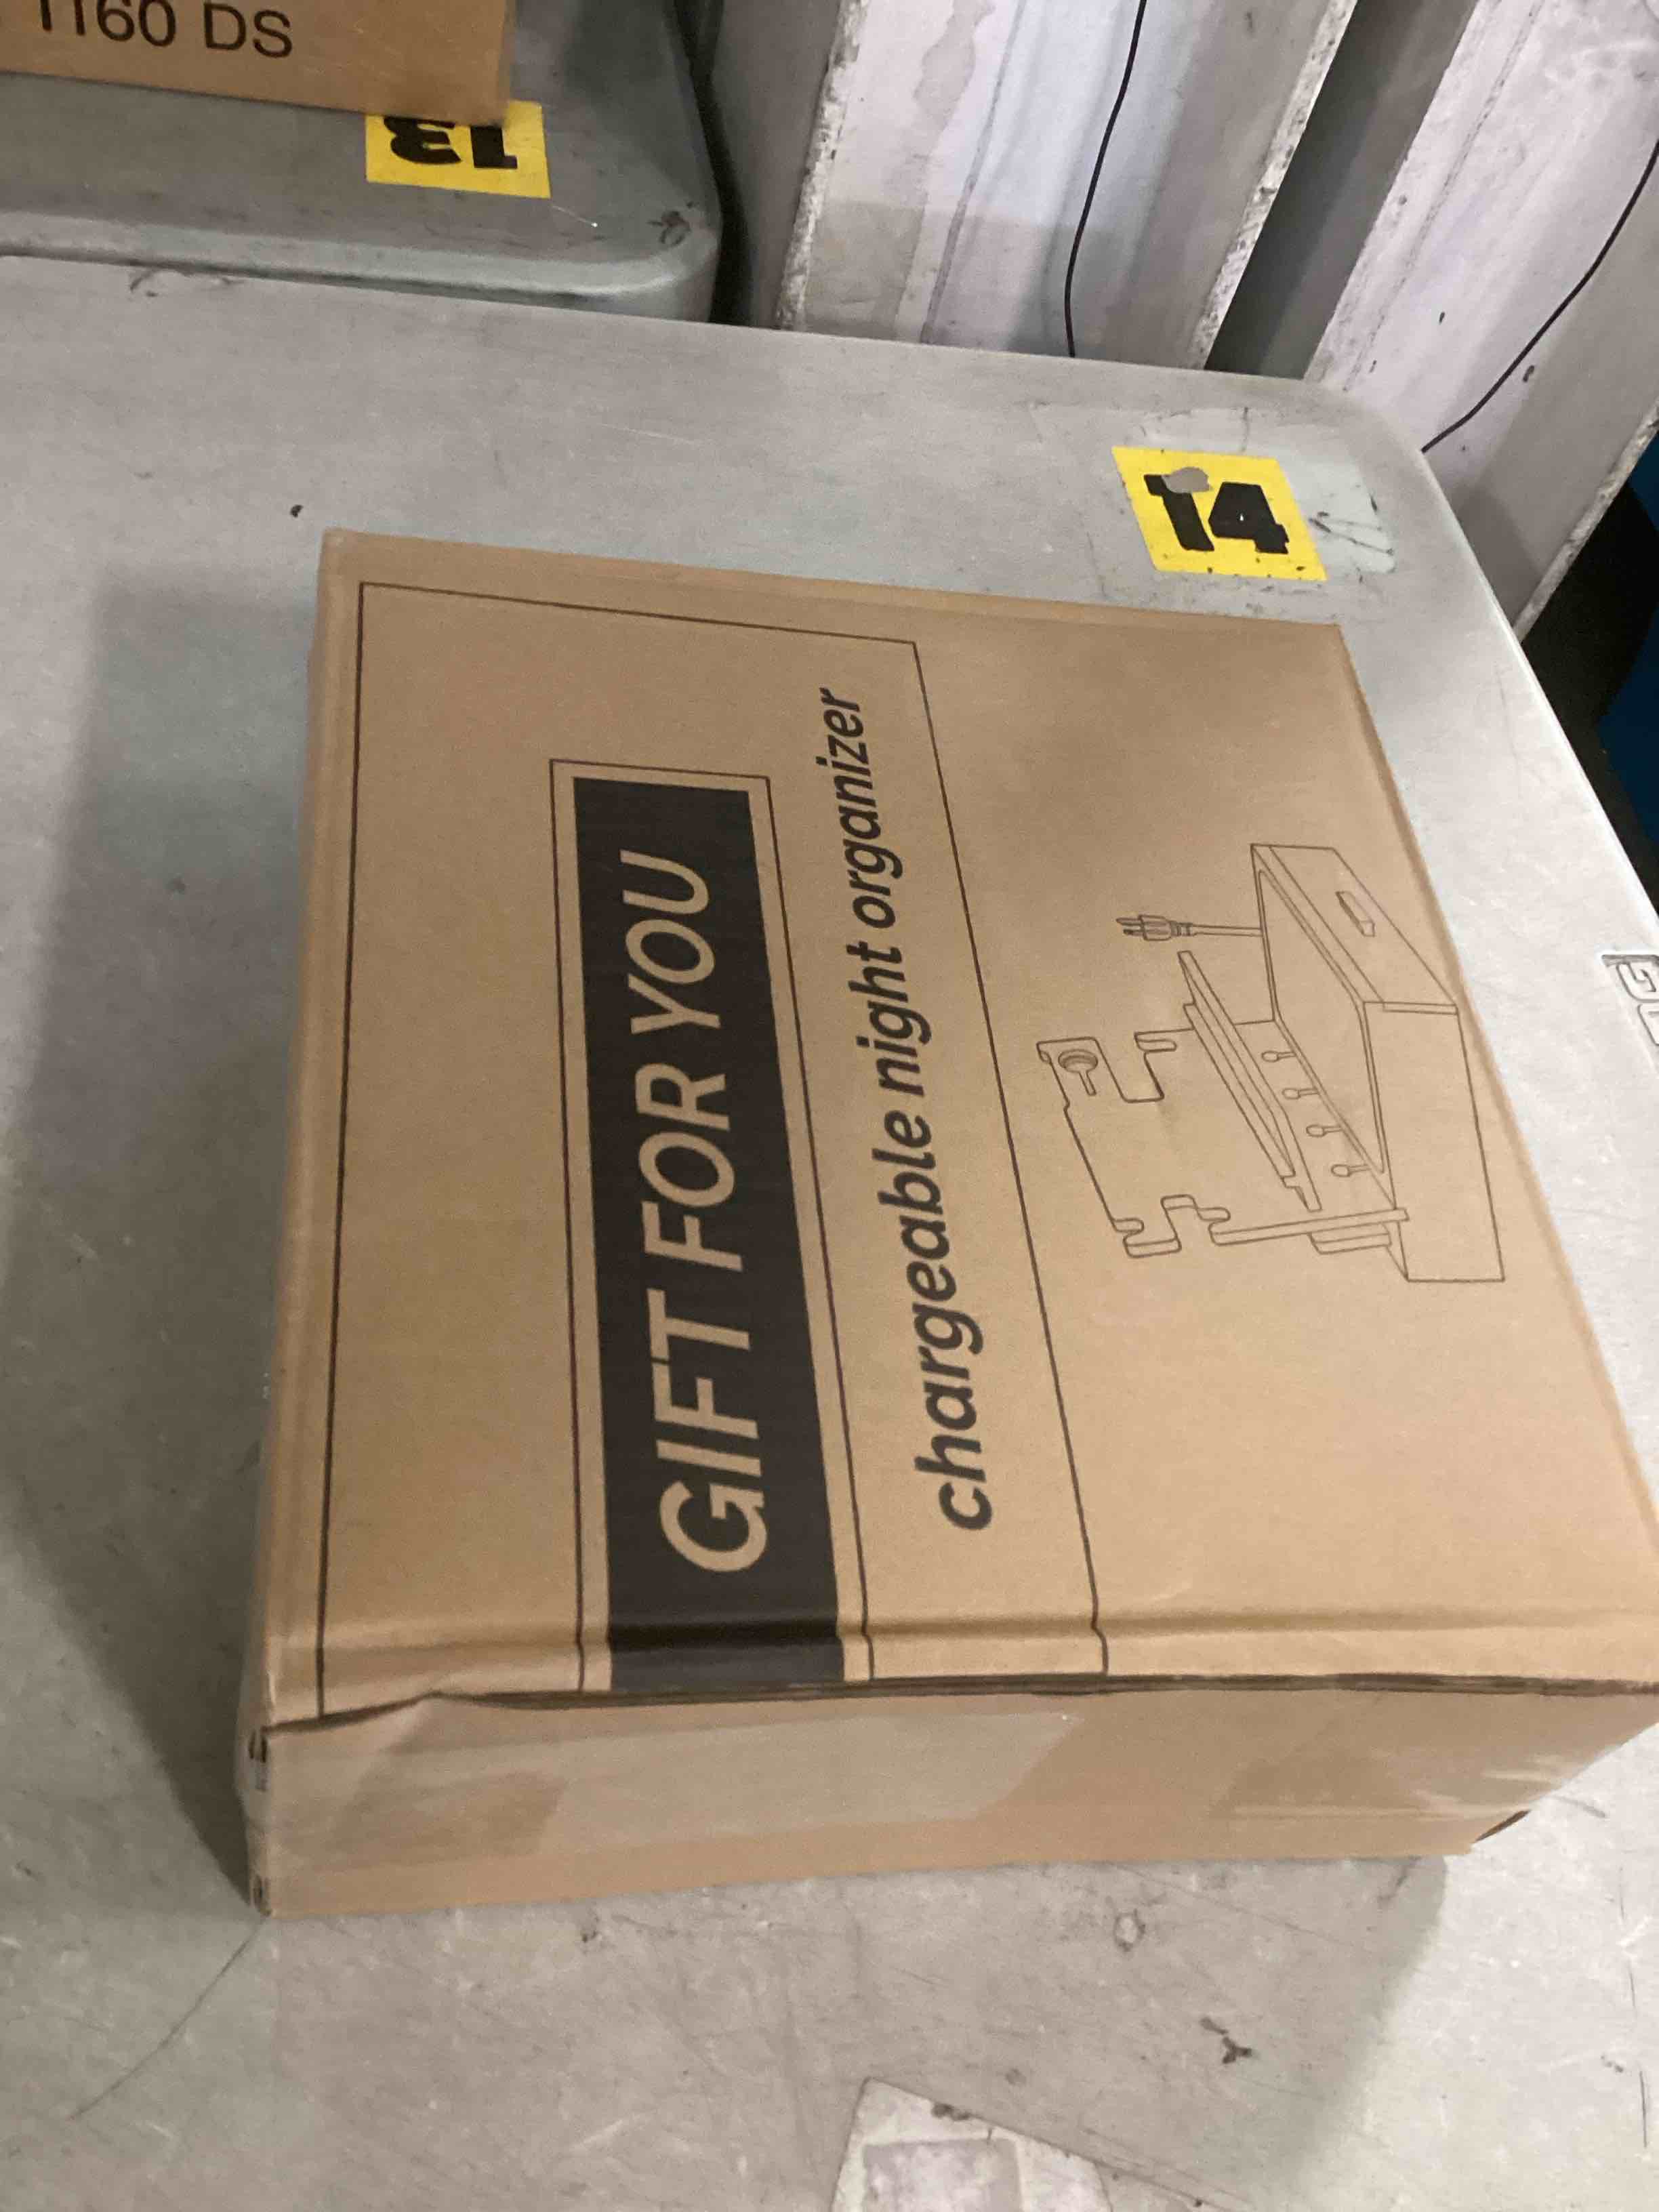 1160 DS
13
14
GIFT FOR YOU
chargeable night organizer